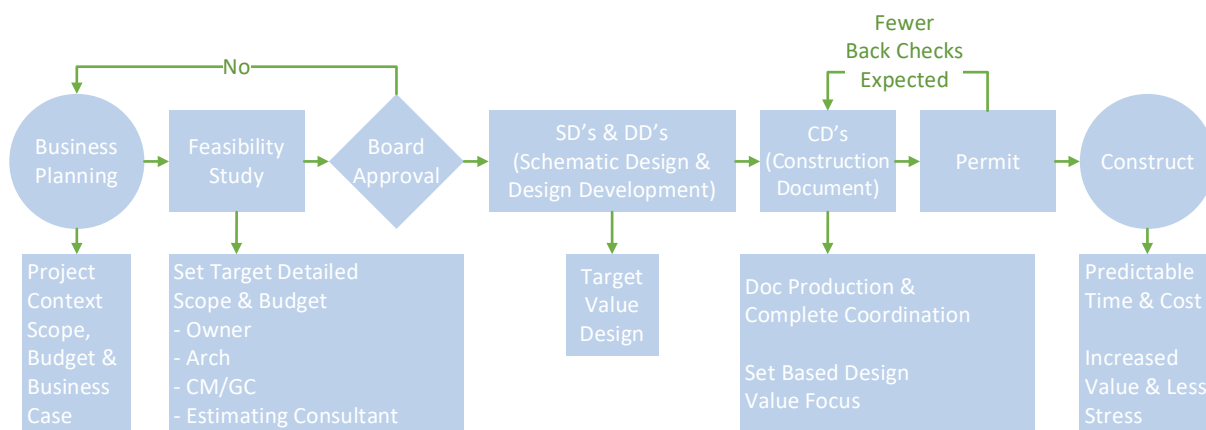 Fewer
Back Checks
Expected
No
Business
Planning
Feasibility
Study
Board
Approval
SD’s & DD’s
(Schematic Design &
Design Development)
CD’s
(Construction
Document)
Permit
Construct
Project
Context
Scope,
Budget &
Business
Case
Set Target Detailed
Scope & Budget
- Owner
- Arch
- CM/GC
- Estimating Consultant
Target
Value
Design
Doc Production &
Complete Coordination
Set Based Design
Value Focus
Predictable
Time & Cost
Increased
Value & Less
Stress